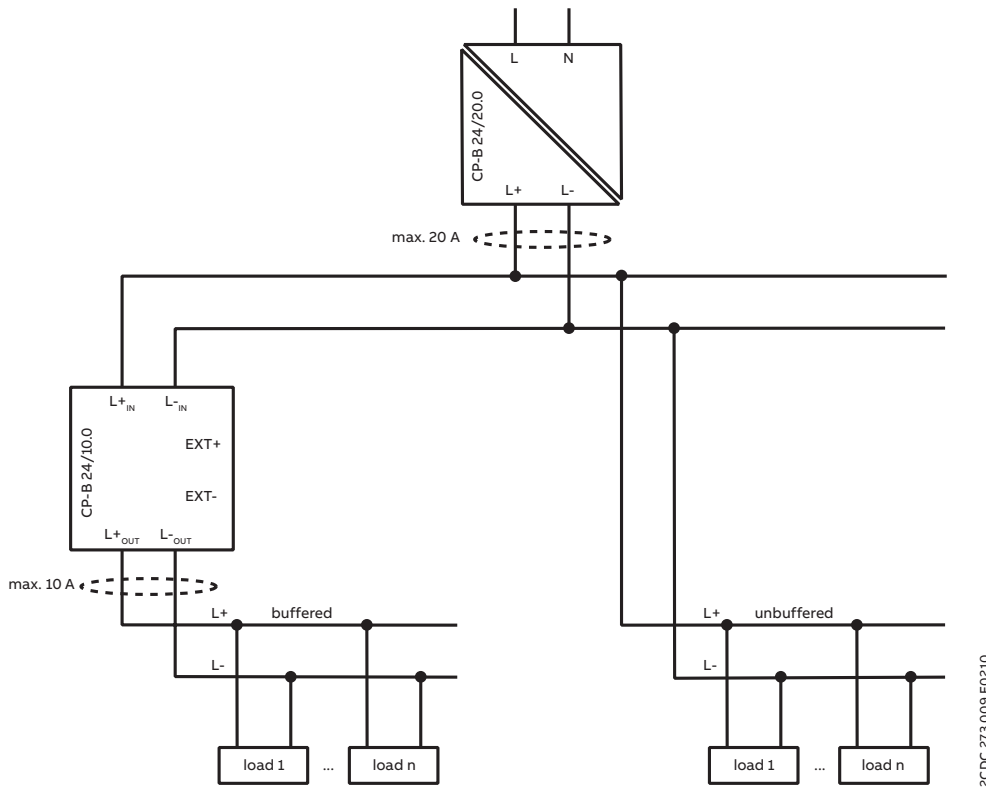 L N
CP-B 24/20.0
L+ L-
max. 20 A
L+IN L-IN
CP-B 24/10.0
EXT+
EXT-
L+OUT L-OUT
max. 10 A
L+ buffered
L-
load 1 ... load n
L+ unbuffered
L-
load 1 ... load n
2CDC 273 009 F0210